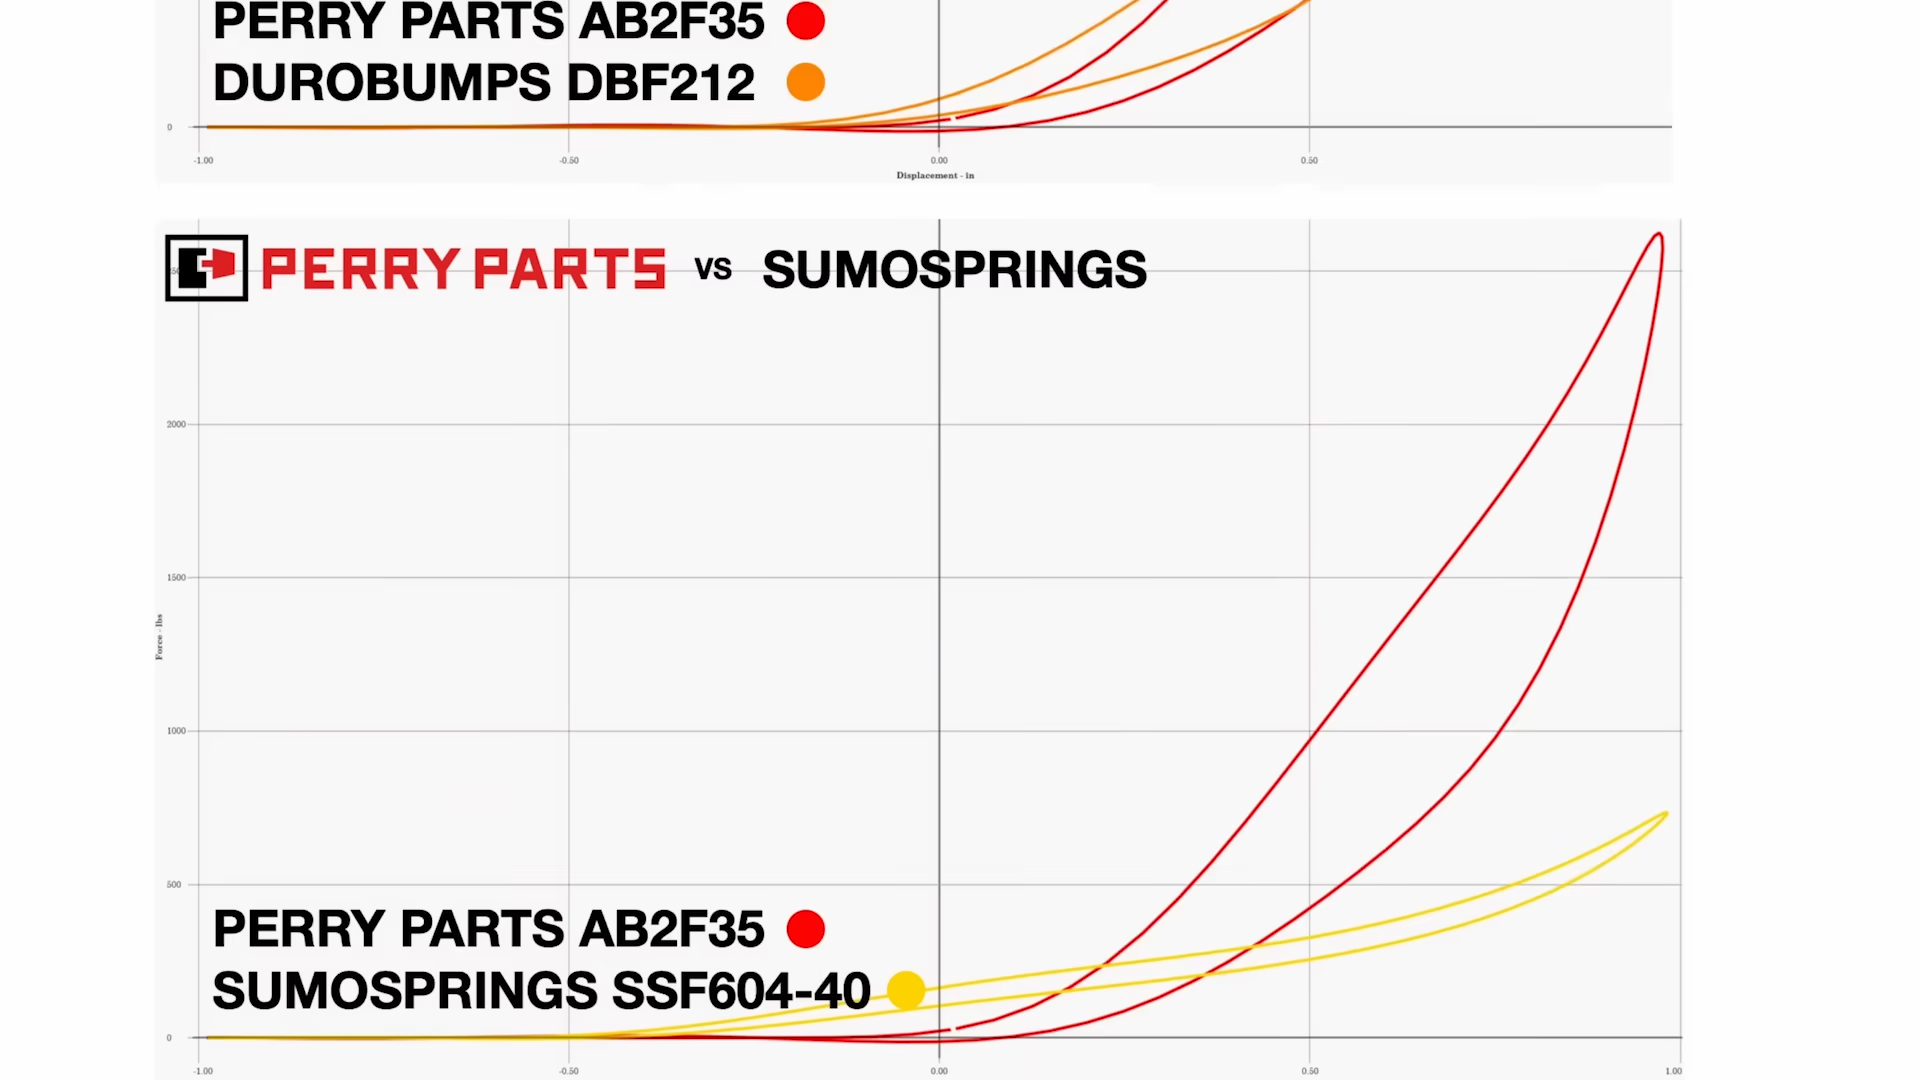 PERRY PARTS AB2F35
DUROBUMPS DBF212
0
-1.00 -0.50 0.00 0.50
Displacement - in
PERRY PARTS VS SUMOSPRINGS
2000
1500
Force - lbs
1000
500
PERRY PARTS AB2F35
SUMOSPRINGS SSF604-40
0
-1.00 -0.50 0.00 0.50 1.00